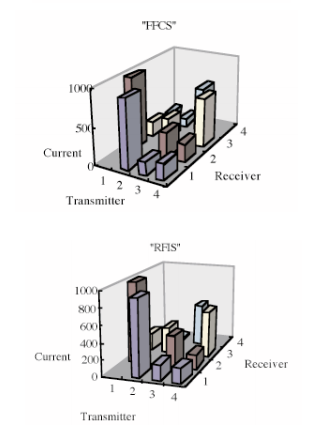 "FFCS"
1000
500
0
Current
1 2 3 4
Transmitter
1 2 3 4
Receiver
"RFIS"
1000
800
600
400
200
0
Current
1 2 3 4
Transmitter
1 2 3 4
Receiver